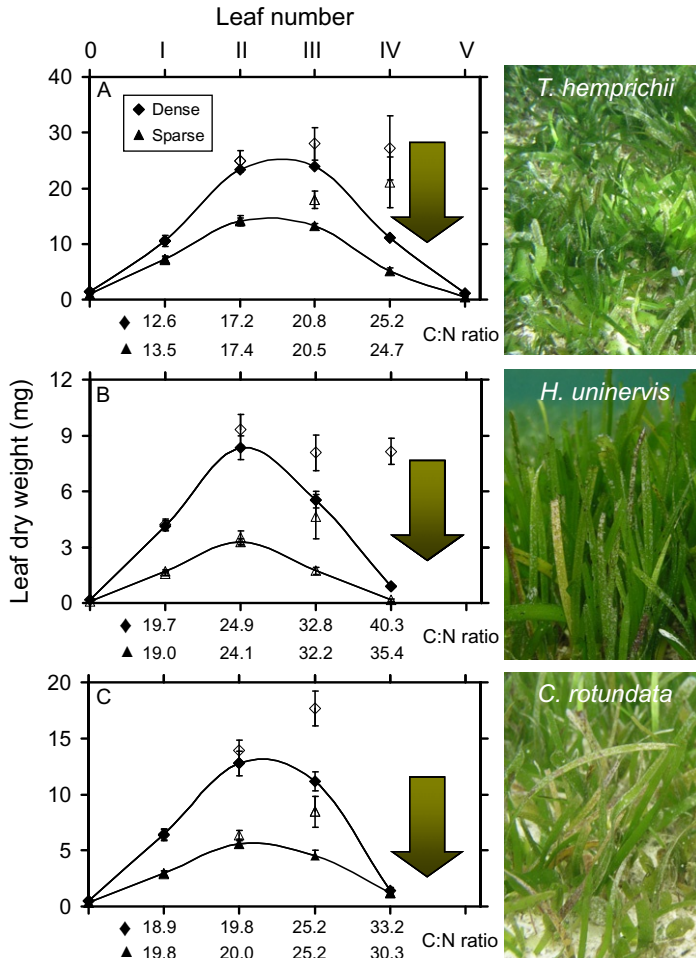 Leaf number
0 I II III IV V
Leaf dry weight (mg)
A
Dense
Sparse
40
30
20
10
0
12.6 17.2 20.8 25.2
13.5 17.4 20.5 24.7
C:N ratio
T. hemprichii
B
12
9
6
3
0
19.7 24.9 32.8 40.3
19.0 24.1 32.2 35.4
C:N ratio
H. uninervis
C
20
15
10
5
0
18.9 19.8 25.2 33.2
19.8 20.0 25.2 30.3
C:N ratio
C. rotundata